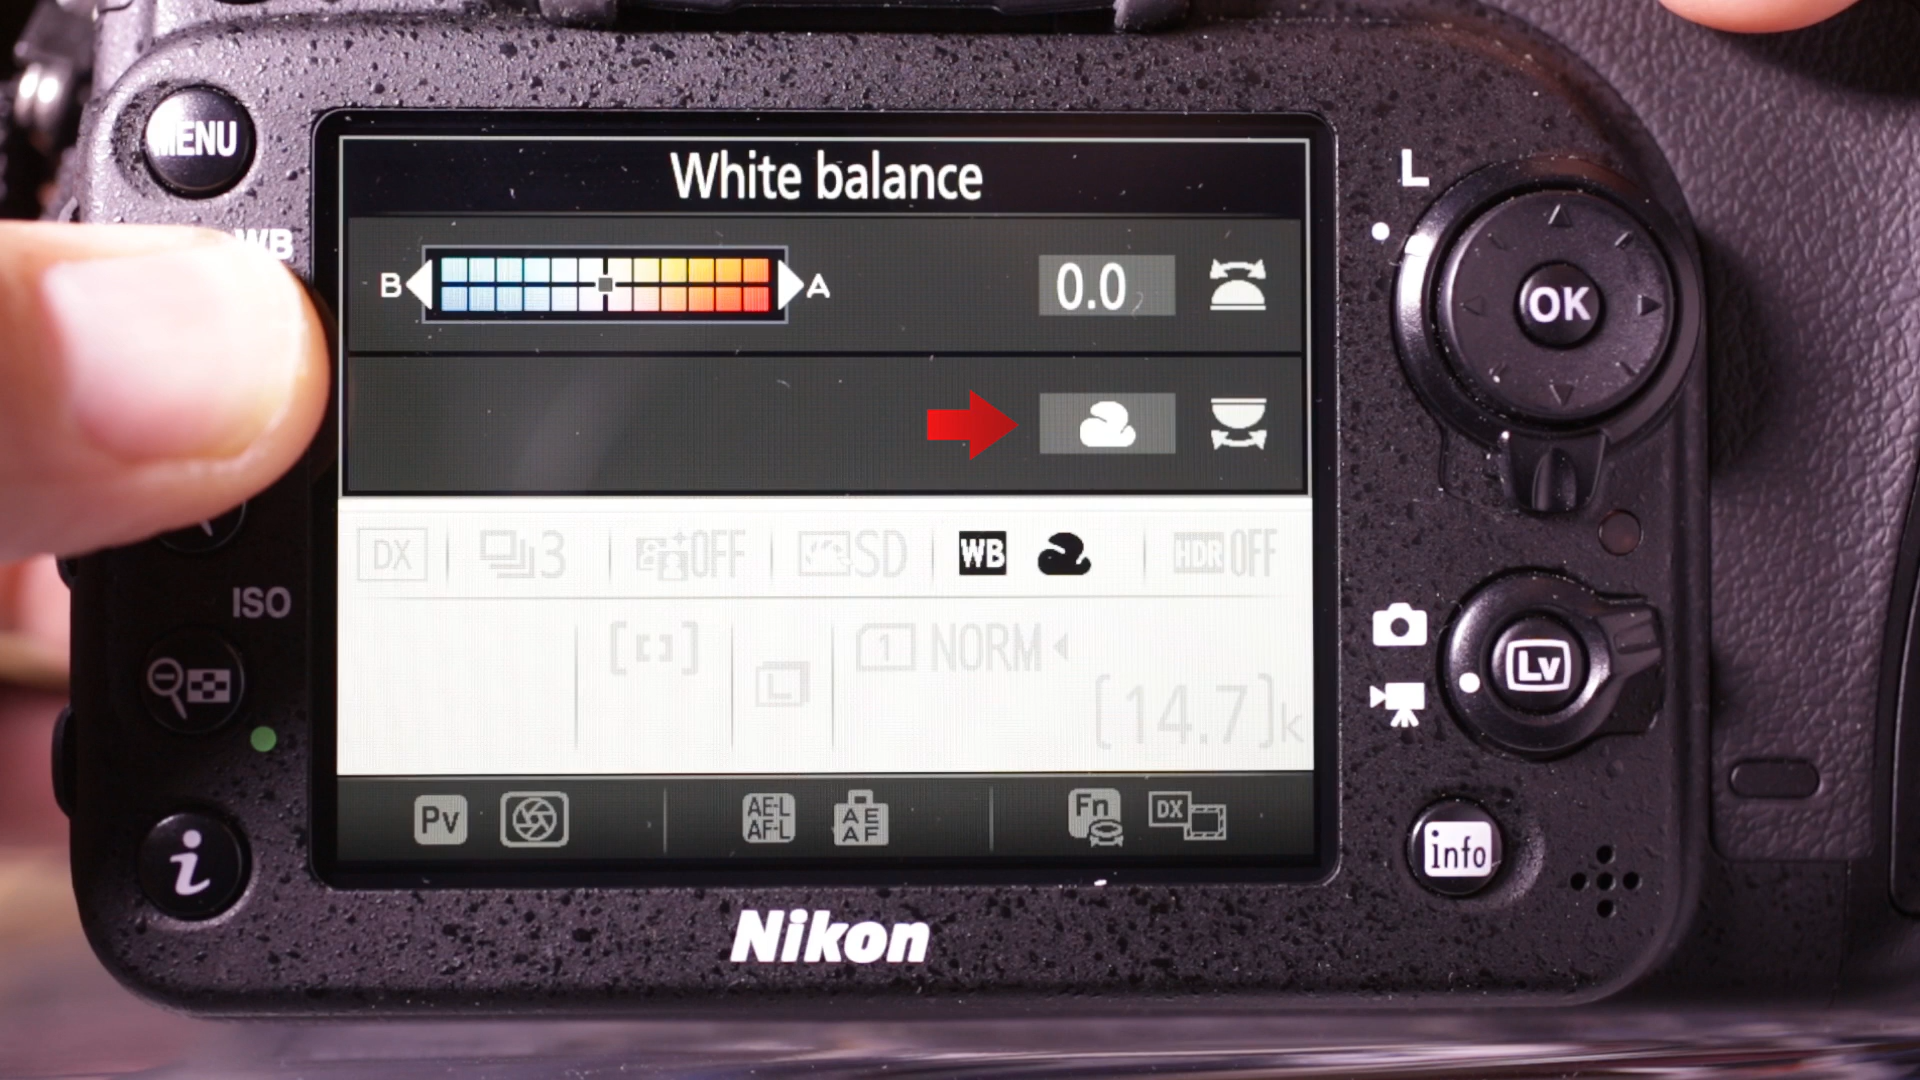 MENU
White balance
L
WB
B
A
0.0
OK
DX
3
OFF
SD
WB
HDR OFF
ISO
1 NORM
L
[14.7]k
Lv
Pv
AE-L
AF-L
AE
AF
Fn
DX
i
info
Nikon